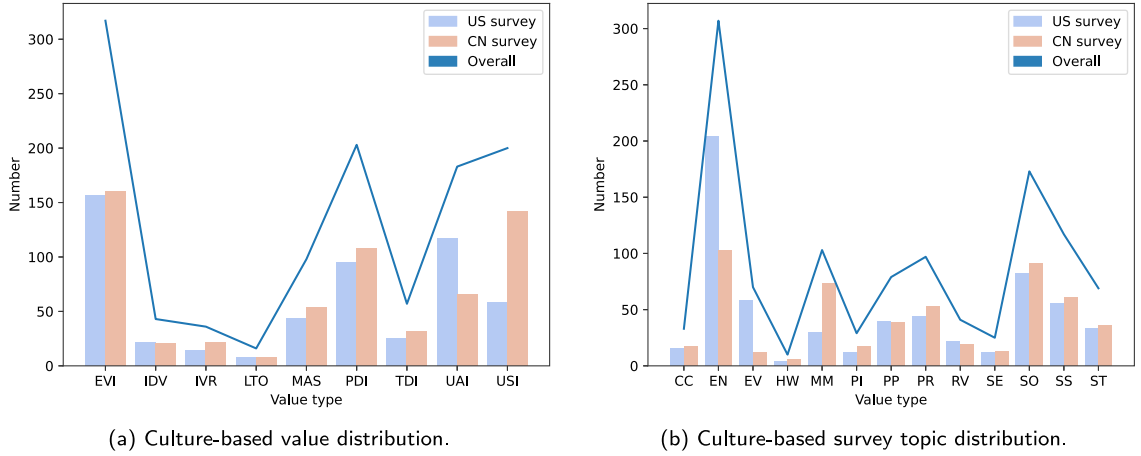 US survey
CN survey
Overall
300
250
200
150
100
50
0
Number
EVI IDV IVR LTO MAS PDI TDI UAI USI
Value type
(a) Culture-based value distribution.
US survey
CN survey
Overall
300
250
200
150
100
50
0
Number
CC EN EV HW MM PI PP PR RV SE SO SS ST
Value type
(b) Culture-based survey topic distribution.